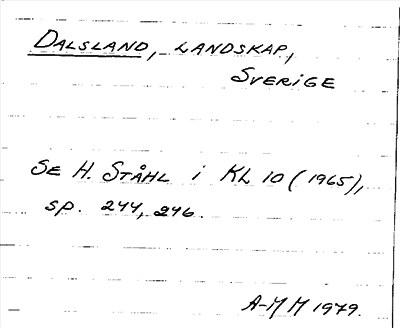 DALSLAND, LANDSKAP,
SVERIGE
SE H. STÅHL i KL 10 (1965),
sp. 244, 246.
A-M M 1979.